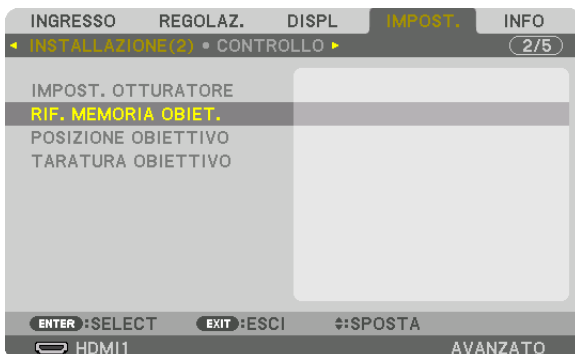 INGRESSO REGOLAZ. DISPL IMPOST. INFO
INSTALLAZIONE(2) • CONTROLLO 2/5
IMPOST. OTTURATORE
RIF. MEMORIA OBIET.
POSIZIONE OBIETTIVO
TARATURA OBIETTIVO
ENTER :SELECT EXIT :ESCI :SPOSTA
HDMI1 AVANZATO